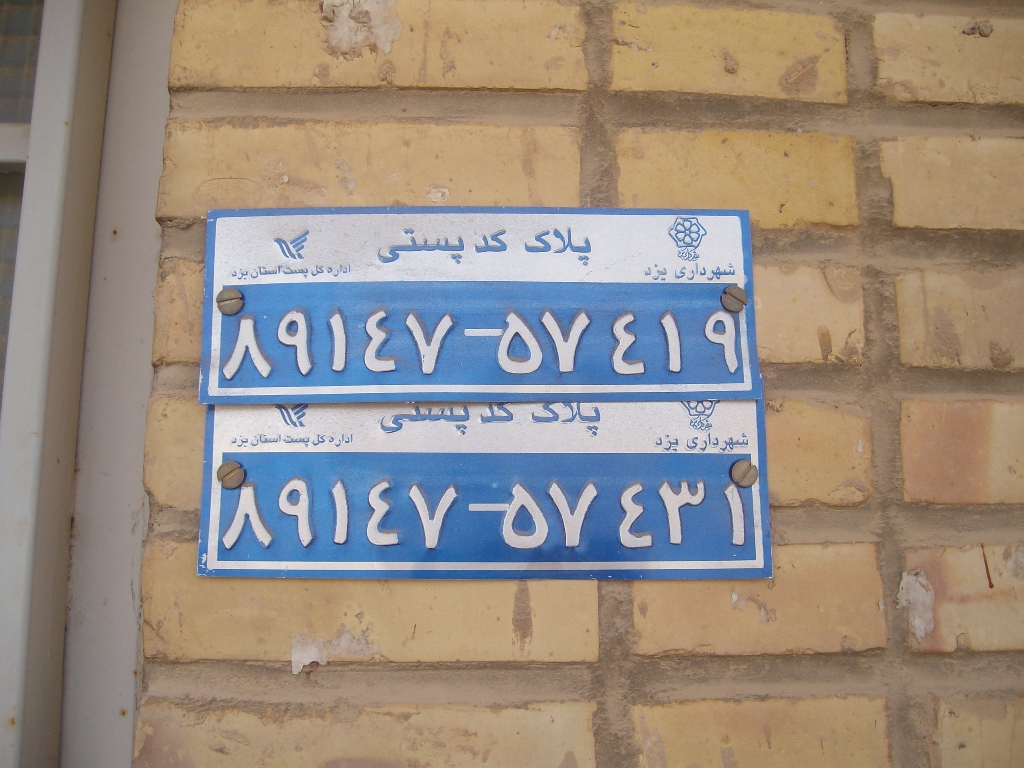 پلاک کد پستی
شهرداری یزد
اداره کل پست استان یزد
۸۹۱۴۷-۵۷۴۱۹
پلاک کد پستی
شهرداری یزد
اداره کل پست استان یزد
۸۹۱۴۷-۵۷۴۳۱